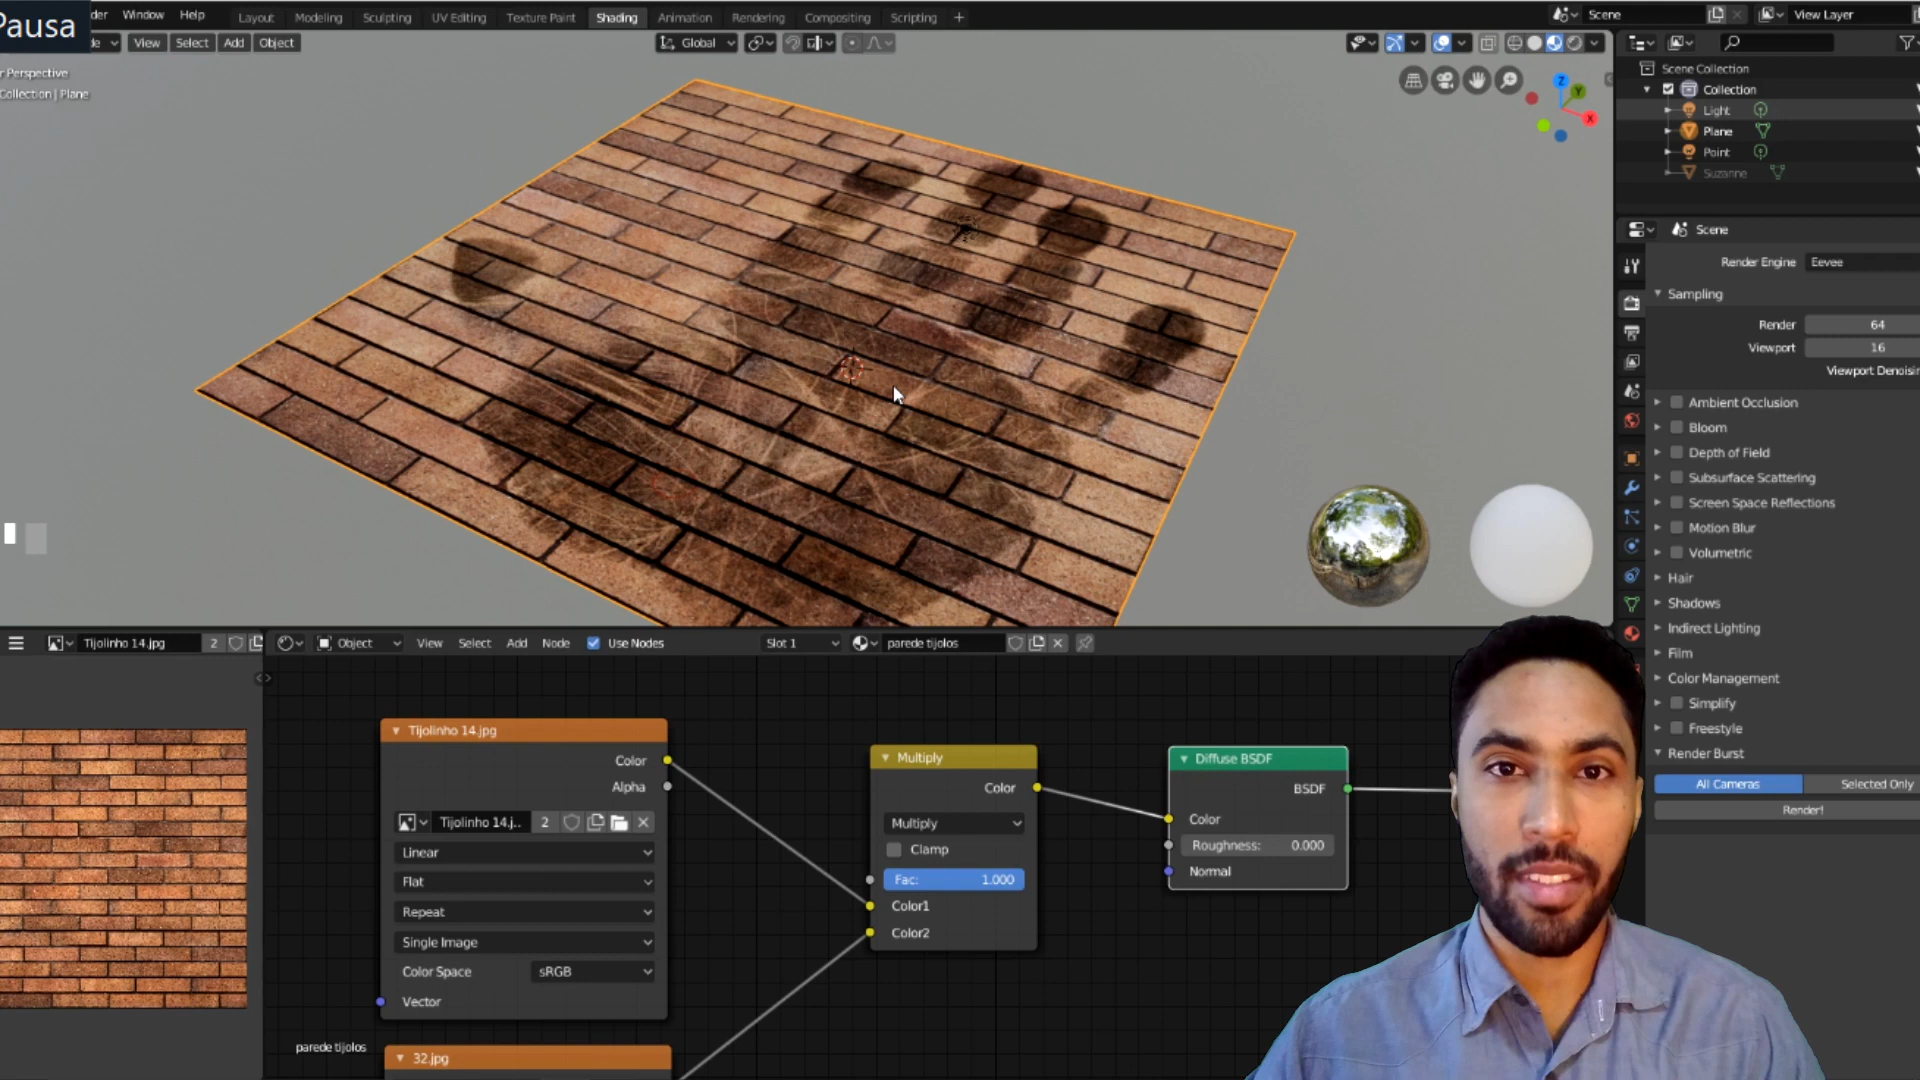 Pausa
der Window Help
Layout Modeling Sculpting UV Editing Texture Paint Shading Animation Rendering Compositing Scripting +
Scene
View Layer
de View Select Add Object
Global
r Perspective
Collection | Plane
Z
Y
X
Scene Collection
Collection
Light
Plane
Point
Suzanne
Scene
Render Engine Eevee
Sampling
Render 64
Viewport 16
Viewport Denoisin
Ambient Occlusion
Bloom
Depth of Field
Subsurface Scattering
Screen Space Reflections
Motion Blur
Volumetric
Hair
Shadows
Indirect Lighting
Film
Color Management
Simplify
Freestyle
Render Burst
All Cameras Selected Only
Render!
Tijolinho 14.jpg 2
Object View Select Add Node Use Nodes Slot 1 parede tijolos
Tijolinho 14.jpg
Color
Alpha
Tijolinho 14.j.. 2
Linear
Flat
Repeat
Single Image
Color Space sRGB
Vector
Multiply
Color
Multiply
Clamp
Fac: 1.000
Color1
Color2
Diffuse BSDF
BSDF
Color
Roughness: 0.000
Normal
parede tijolos
32.jpg